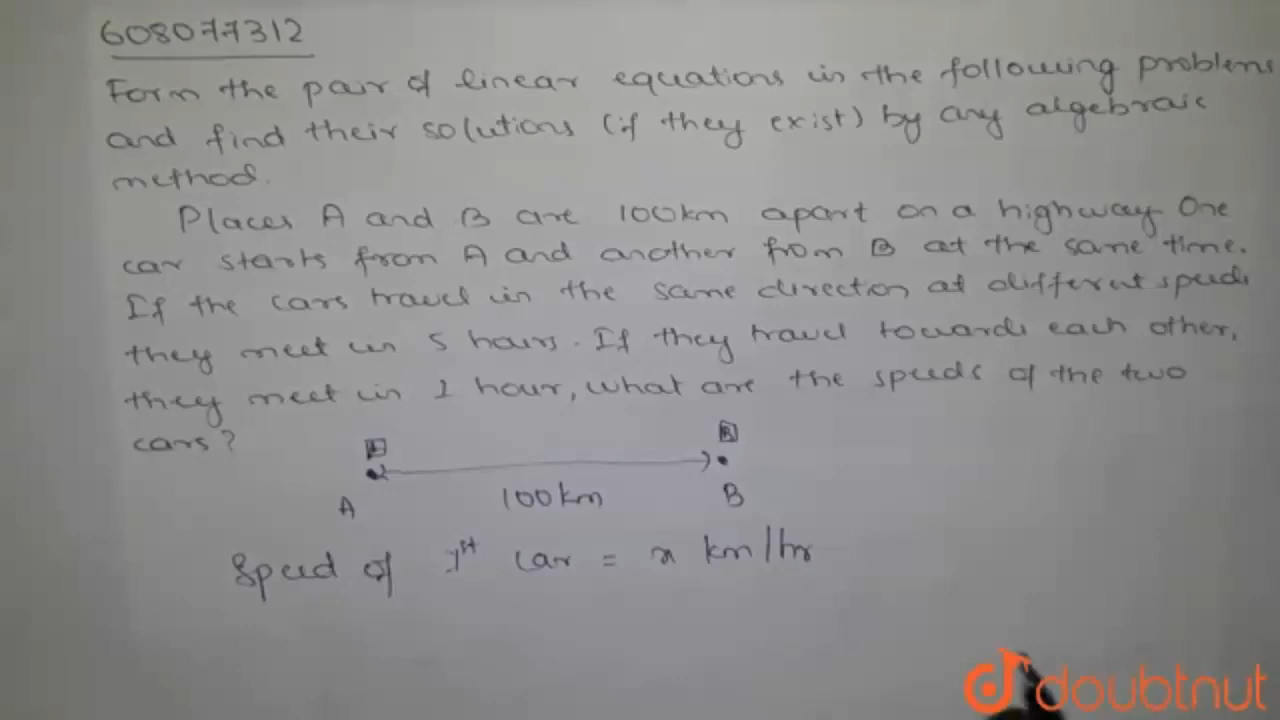 608077312
Form the pair of linear equations in the following problems
and find their solutions (if they exist) by any algebraic
method.
Places A and B are 100km apart on a highway. One
car starts from A and another from B at the same time.
If the cars travel in the same direction at different speeds
they meet in 5 hours. If they travel towards each other,
they meet in 1 hour, what are the speeds of the two
cars?
A
100km
B
Speed of 1st car = x km/hr
doubtnut